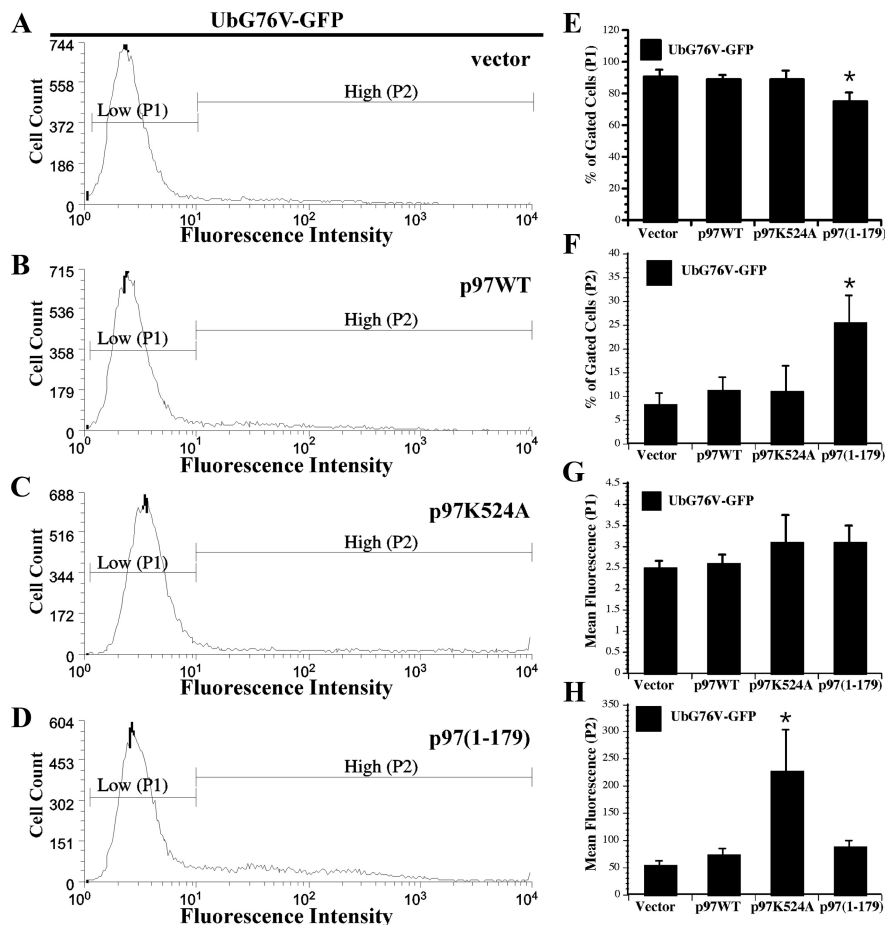 UbG76V-GFP
A
vector
Cell Count
744
558
372
186
0
Low (P1)
High (P2)
10^0 10^1 10^2 10^3 10^4
Fluorescence Intensity
B
p97WT
Cell Count
715
536
358
179
0
Low (P1)
High (P2)
10^0 10^1 10^2 10^3 10^4
Fluorescence Intensity
C
p97K524A
Cell Count
688
516
344
172
0
Low (P1)
High (P2)
10^0 10^1 10^2 10^3 10^4
Fluorescence Intensity
D
p97(1-179)
Cell Count
604
453
302
151
0
Low (P1)
High (P2)
10^0 10^1 10^2 10^3 10^4
Fluorescence Intensity
E
UbG76V-GFP
% of Gated Cells (P1)
120
100
80
60
40
20
0
*
Vector p97WT p97K524A p97(1-179)
F
UbG76V-GFP
% of Gated Cells (P2)
40
35
30
25
20
15
10
5
0
*
Vector p97WT p97K524A p97(1-179)
G
UbG76V-GFP
Mean Fluorescence (P1)
4.5
4
3.5
3
2.5
2
1.5
1
0.5
0
Vector p97WT p97K524A p97(1-179)
H
UbG76V-GFP
Mean Fluorescence (P2)
350
300
250
200
150
100
50
0
*
Vector p97WT p97K524A p97(1-179)